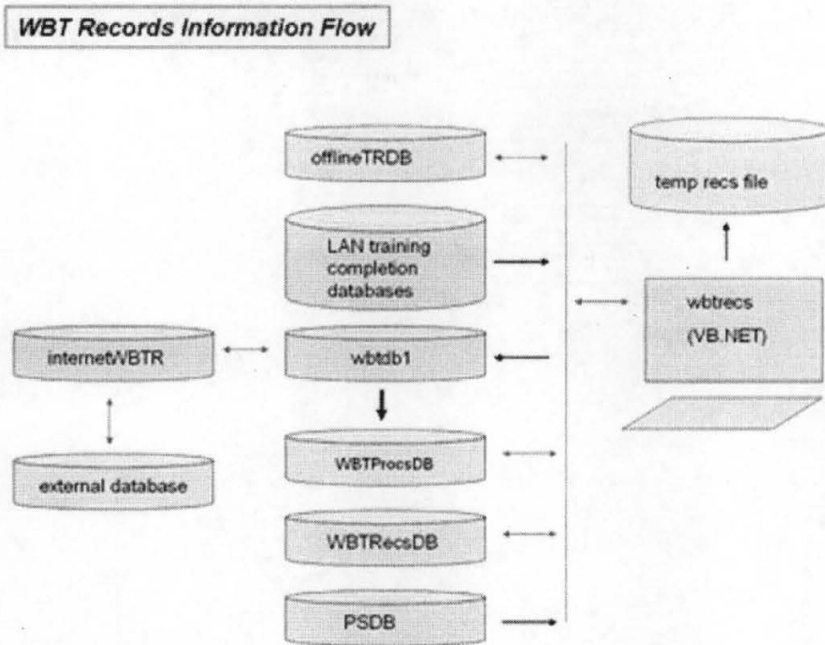 WBT Records Information Flow
offlineTRDB
temp recs file
LAN training
completion
databases
wbtrecs
(VB.NET)
internetWBTR
wbtdb1
WBTProcsDB
external database
WBTRecsDB
PSDB